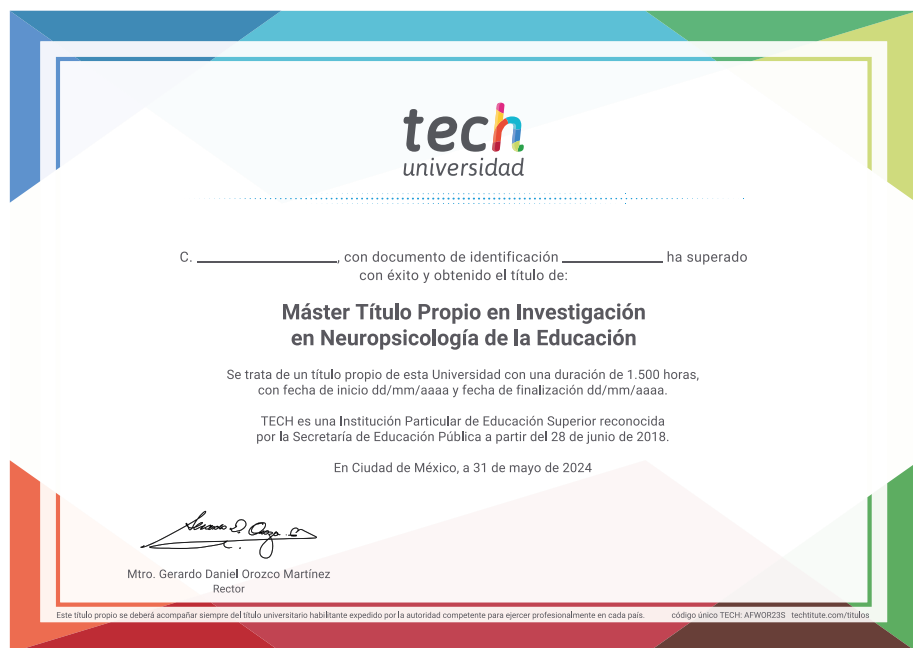 tech
universidad
C. ____________________, con documento de identificación ______________ ha superado
con éxito y obtenido el título de:
Máster Título Propio en Investigación
en Neuropsicología de la Educación
Se trata de un título propio de esta Universidad con una duración de 1.500 horas,
con fecha de inicio dd/mm/aaaa y fecha de finalización dd/mm/aaaa.
TECH es una Institución Particular de Educación Superior reconocida
por la Secretaría de Educación Pública a partir del 28 de junio de 2018.
En Ciudad de México, a 31 de mayo de 2024
Mtro. Gerardo Daniel Orozco Martínez
Rector
Este título propio se deberá acompañar siempre del título universitario habilitante expedido por la autoridad competente para ejercer profesionalmente en cada país. código único TECH: AFWOR23S techtitute.com/titulos